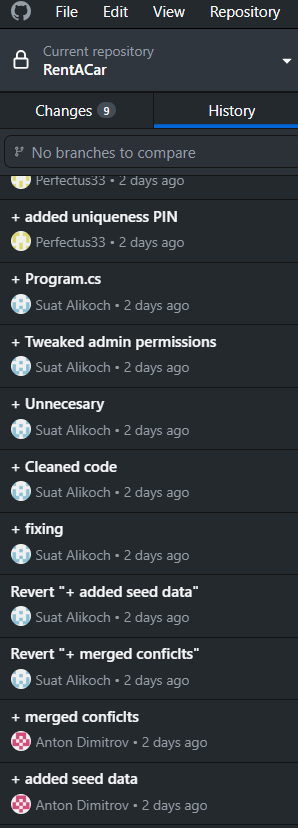 File Edit View Repository
Current repository
RentACar
Changes 9 History
No branches to compare
Perfectus33 • 2 days ago
+ added uniqueness PIN
Perfectus33 • 2 days ago
+ Program.cs
Suat Alikoch • 2 days ago
+ Tweaked admin permissions
Suat Alikoch • 2 days ago
+ Unnecesary
Suat Alikoch • 2 days ago
+ Cleaned code
Suat Alikoch • 2 days ago
+ fixing
Suat Alikoch • 2 days ago
Revert "+ added seed data"
Suat Alikoch • 2 days ago
Revert "+ merged conficlts"
Suat Alikoch • 2 days ago
+ merged conficlts
Anton Dimitrov • 2 days ago
+ added seed data
Anton Dimitrov • 2 days ago